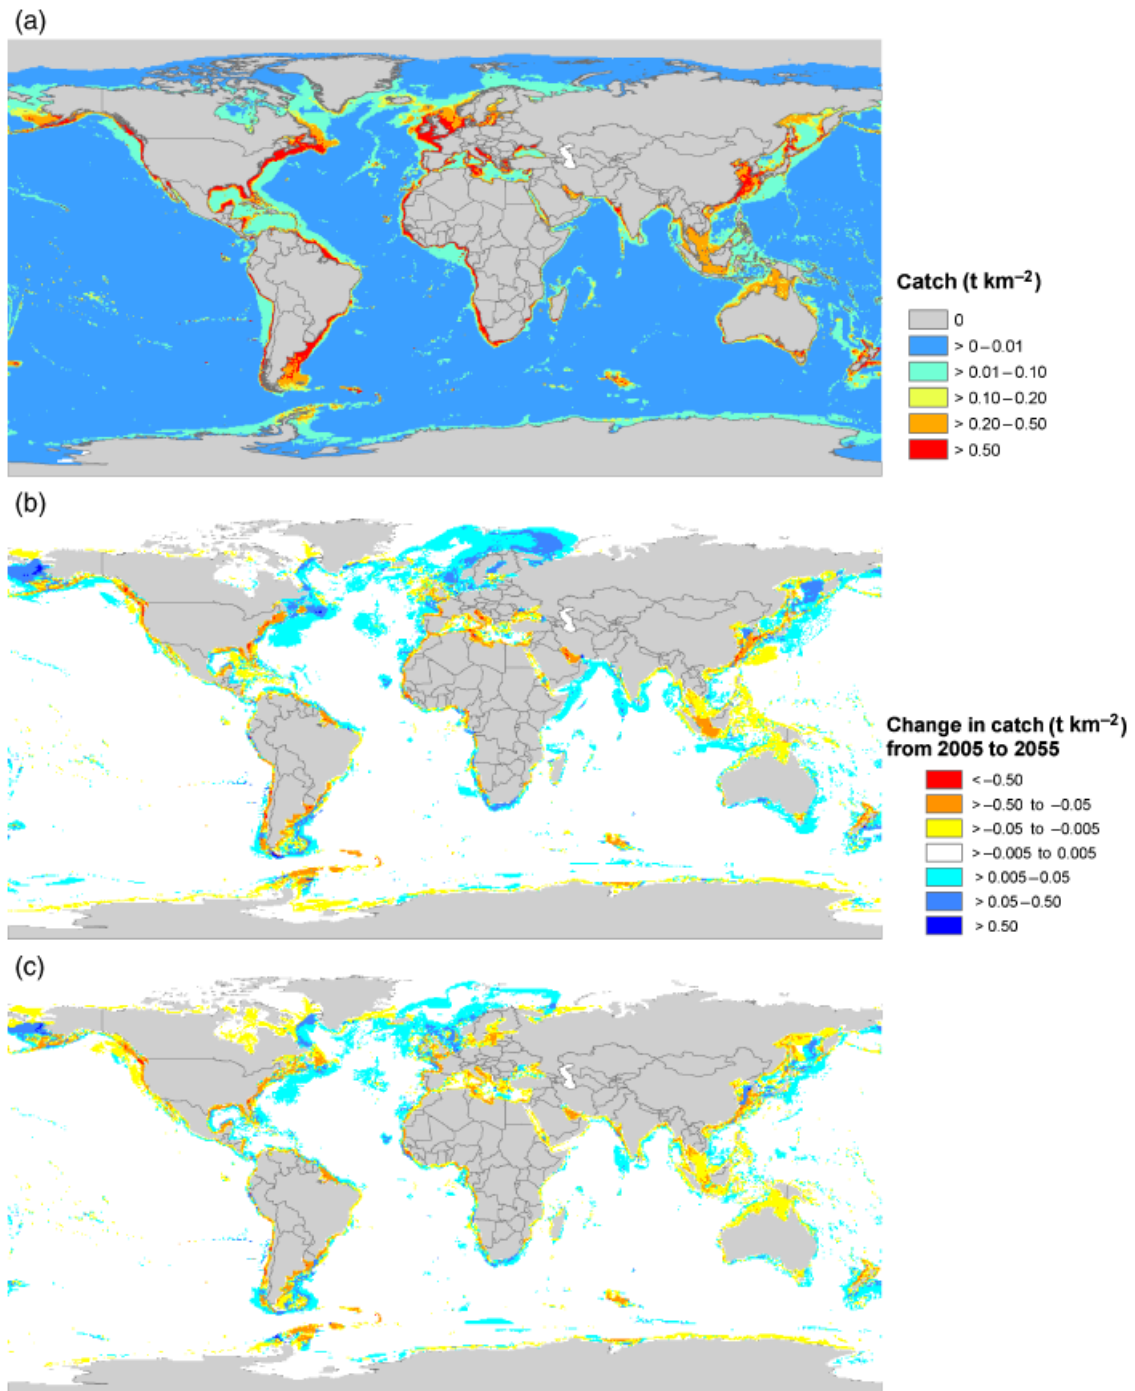 (a)
Catch (t km−2)
0
> 0–0.01
> 0.01–0.10
> 0.10–0.20
> 0.20–0.50
> 0.50
(b)
Change in catch (t km−2)
from 2005 to 2055
< −0.50
> −0.50 to −0.05
> −0.05 to −0.005
> −0.005 to 0.005
> 0.005–0.05
> 0.05–0.50
> 0.50
(c)